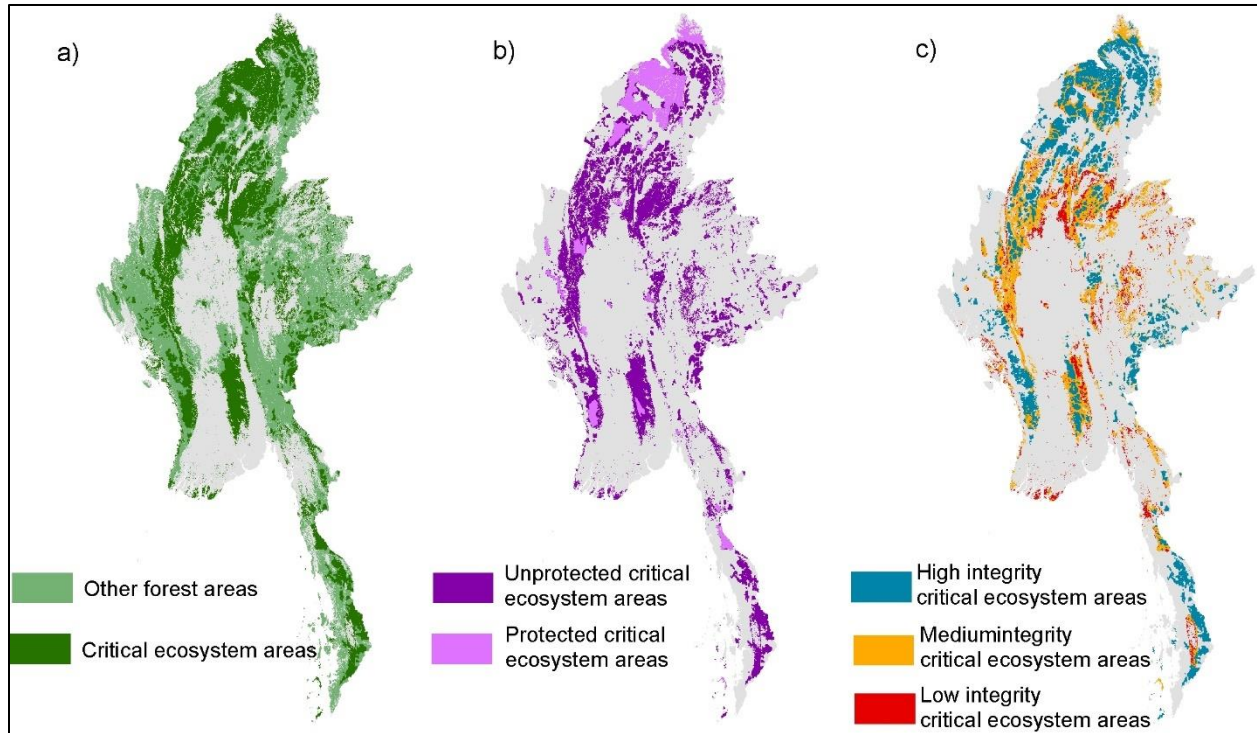 a)
b)
c)
Other forest areas
Critical ecosystem areas
Unprotected critical
ecosystem areas
Protected critical
ecosystem areas
High integrity
critical ecosystem areas
Mediumintegrity
critical ecosystem areas
Low integrity
critical ecosystem areas